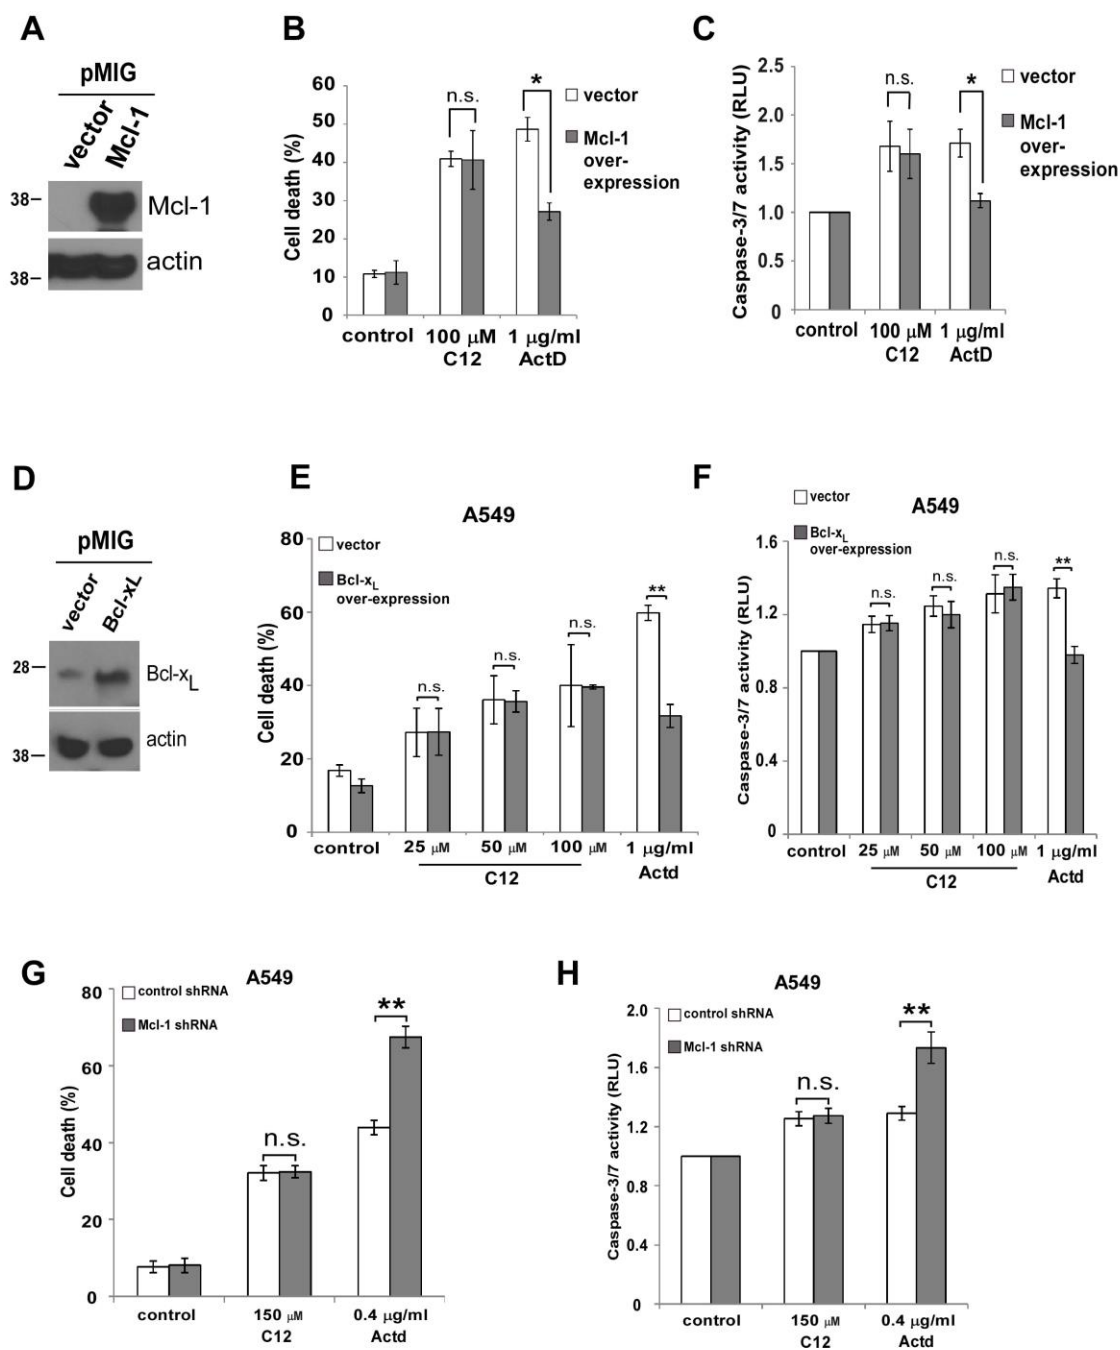 A
pMIG
vector
Mcl-1
38
Mcl-1
38
actin
B
Cell death (%)
60
50
40
30
20
10
0
n.s.
*
vector
Mcl-1
over-
expression
control
100 μM
C12
1 μg/ml
ActD
C
Caspase-3/7 activity (RLU)
2.5
2.0
1.5
1.0
0.5
0
n.s.
*
vector
Mcl-1
over-
expression
control
100 μM
C12
1 μg/ml
ActD
D
pMIG
vector
Bcl-xL
28
Bcl-xL
38
actin
E
A549
Cell death (%)
80
60
40
20
0
vector
Bcl-xL
over-expression
n.s.
n.s.
n.s.
**
control
25 μM
50 μM
100 μM
C12
1 μg/ml
Actd
F
vector
Bcl-xL
over-expression
A549
Caspase-3/7 activity (RLU)
1.6
1.2
0.8
0.4
0
n.s.
n.s.
n.s.
**
control
25 μM
50 μM
100 μM
C12
1 μg/ml
Actd
G
A549
Cell death (%)
80
60
40
20
0
control shRNA
Mcl-1 shRNA
n.s.
**
control
150 μM
C12
0.4 μg/ml
Actd
H
A549
Caspase-3/7 activity (RLU)
2.0
1.6
1.2
0.8
0.4
0
control shRNA
Mcl-1 shRNA
n.s.
**
control
150 μM
C12
0.4 μg/ml
Actd